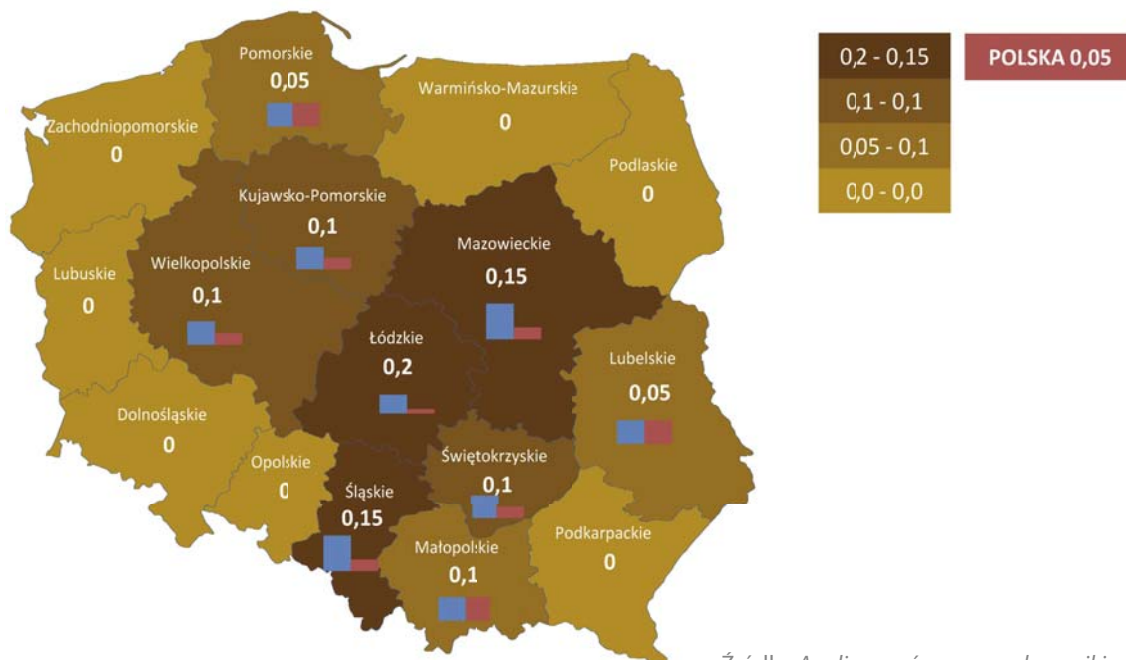 Pomorskie
0,05
Warmińsko-Mazurskie
0
Zachodniopomorskie
0
Podlaskie
0
Kujawsko-Pomorskie
0,1
Mazowieckie
0,15
Wielkopolskie
0,1
Lubuskie
0
Łódzkie
0,2
Lubelskie
0,05
Dolnośląskie
0
Opolskie
0
Śląskie
0,15
Świętokrzyskie
0,1
Małopolskie
0,1
Podkarpackie
0
0,2 - 0,15
0,1 - 0,1
0,05 - 0,1
0,0 - 0,0
POLSKA 0,05